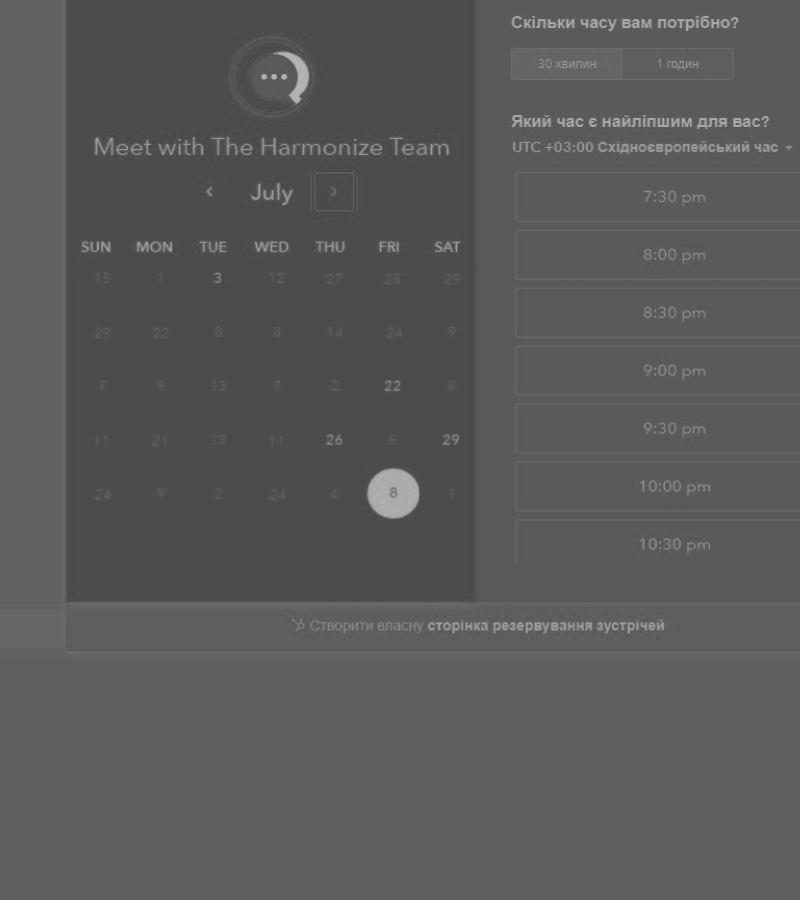 Meet with The Harmonize Team
July
SUN MON TUE WED THU FRI SAT
15 1 3 12 27 25 29
29 22 8 8 14 24 9
7 9 13 7 2 22 8
11 21 13 11 26 5 29
24 9 2 24 4 8 1
Скільки часу вам потрібно?
30 хвилин 1 годин
Який час є найліпшим для вас?
UTC +03:00 Східноєвропейський час
7:30 pm
8:00 pm
8:30 pm
9:00 pm
9:30 pm
10:00 pm
10:30 pm
Створити власну сторінка резервування зустрічей